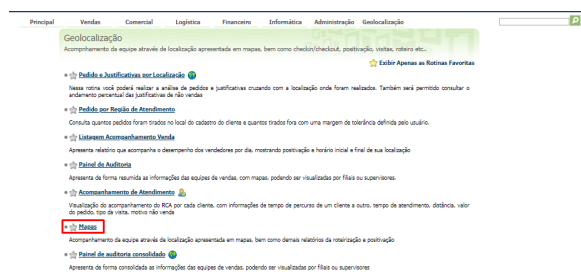 Principal Vendas Comercial Logística Financeiro Informática Administração Geolocalização
Geolocalização
Acompnhamento da equipe através de localização apresentada em mapas, bem como checkin/checkout, positivação, visitas, roteiro etc..
Exibir Apenas as Rotinas Favoritas
Pedido e Justificativas por Localização
Nessa rotina você poderá realizar a análise de pedidos e justificativas cruzando com a localização onde foram realizados. Também será permitido consultar o
andamento percentual das justificativas de não vendas
Pedido por Região de Atendimento
Consulta quantos pedidos foram tirados no local do cadastro do cliente e quantos tirados fora com uma margem de tolerância definida pelo usuário.
Listagem Acompanhamento Venda
Apresenta relatório que acompanha o desempenho dos vendedores por dia, mostrando positivação e horário inicial e final de sua localização
Painel de Auditoria
Apresenta de forma resumida as informações das equipes de vendas, com mapas, podendo ser visualizadas por filiais ou supervisores.
Acompanhamento de Atendimento
Visualização do acompanhamento do RCA por cada cliente, com informações de tempo de percurso de um cliente a outro, tempo de atendimento, distância, valor
do pedido, tipo de visita, motivo não venda
Mapas
Acompanhamento da equipe através de localização apresentada em mapas, bem como demais relatórios da roteirização e positivação
Painel de auditoria consolidado
Apresenta de forma consolidada as informações das equipes de vendas, podendo ser visualizadas por filiais ou supervisores